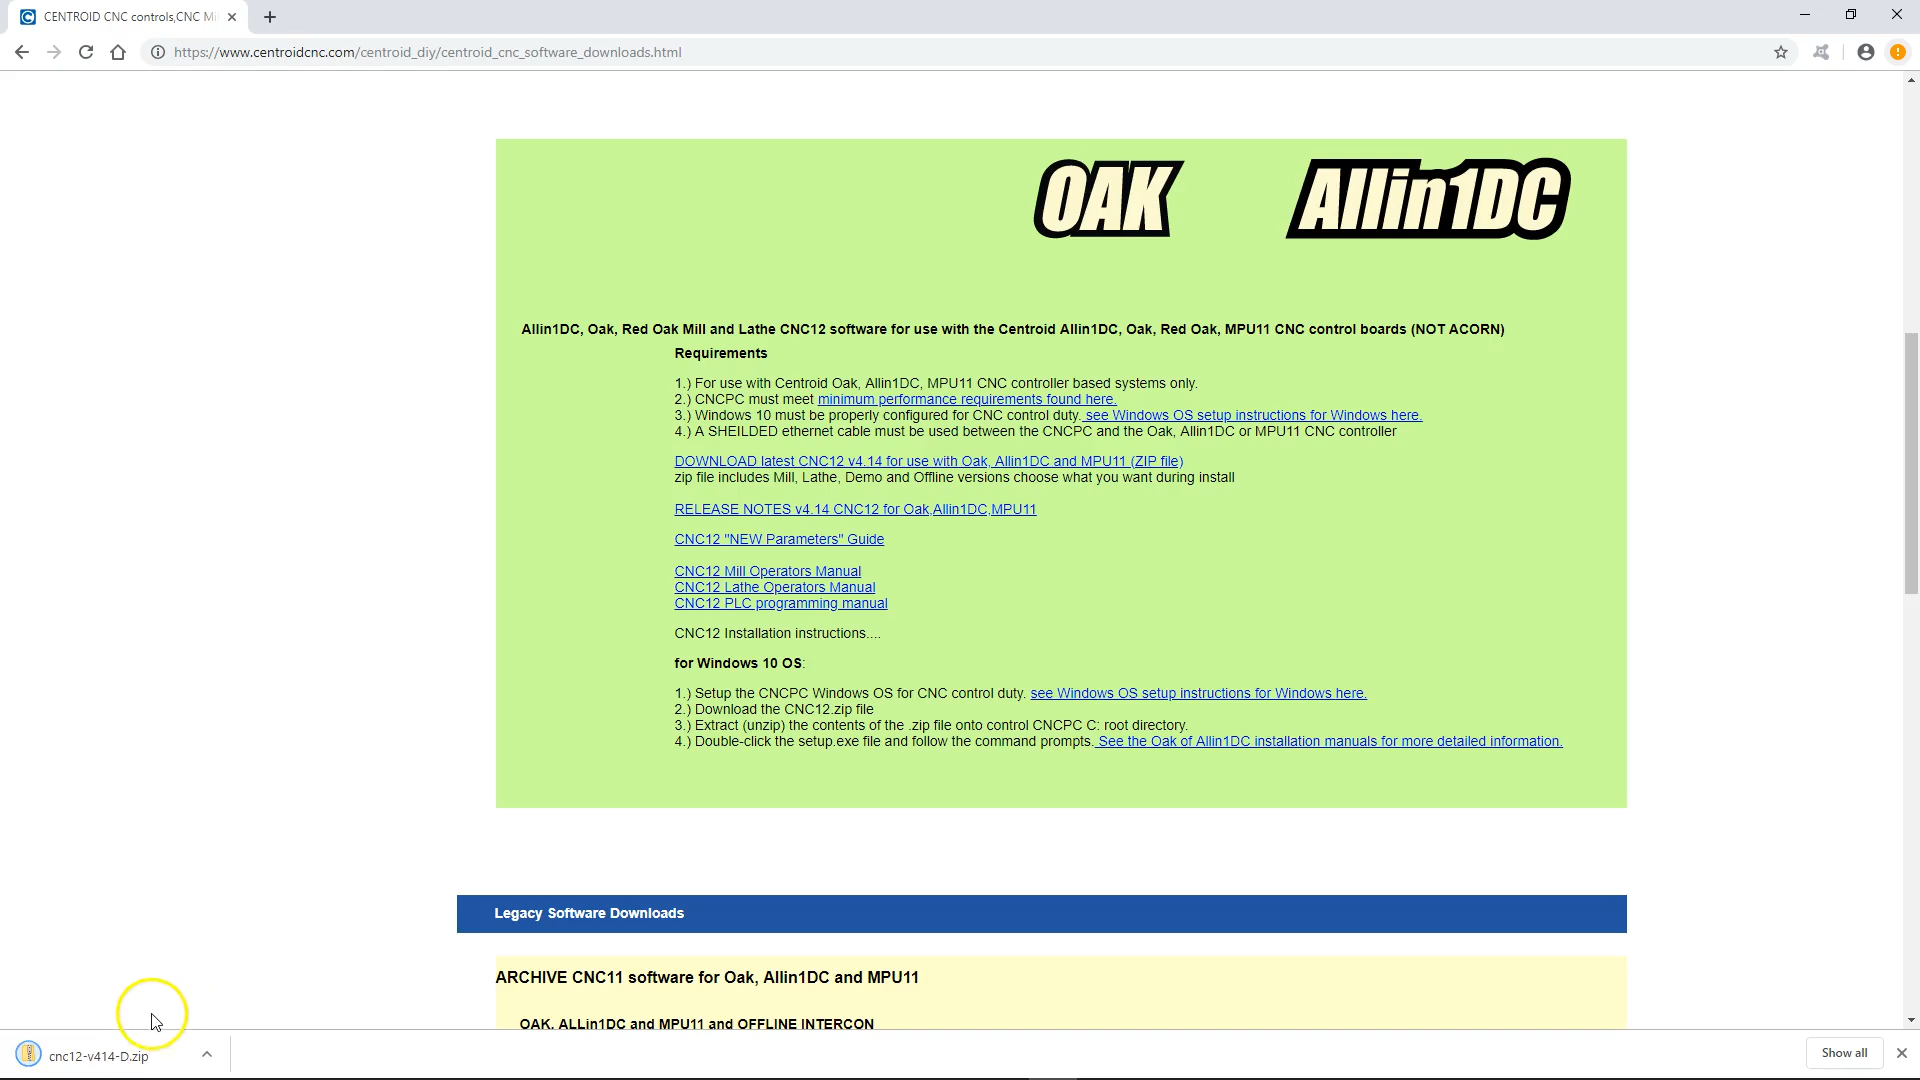 CENTROID CNC controls,CNC Mi
https://www.centroidcnc.com/centroid_diy/centroid_cnc_software_downloads.html
OAK
Allin1DC
Allin1DC, Oak, Red Oak Mill and Lathe CNC12 software for use with the Centroid Allin1DC, Oak, Red Oak, MPU11 CNC control boards (NOT ACORN)
Requirements
1.) For use with Centroid Oak, Allin1DC, MPU11 CNC controller based systems only.
2.) CNCPC must meet minimum performance requirements found here.
3.) Windows 10 must be properly configured for CNC control duty. see Windows OS setup instructions for Windows here.
4.) A SHEILDED ethernet cable must be used between the CNCPC and the Oak, Allin1DC or MPU11 CNC controller
DOWNLOAD latest CNC12 v4.14 for use with Oak, Allin1DC and MPU11 (ZIP file)
zip file includes Mill, Lathe, Demo and Offline versions choose what you want during install
RELEASE NOTES v4.14 CNC12 for Oak,Allin1DC,MPU11
CNC12 "NEW Parameters" Guide
CNC12 Mill Operators Manual
CNC12 Lathe Operators Manual
CNC12 PLC programming manual
CNC12 Installation instructions....
for Windows 10 OS:
1.) Setup the CNCPC Windows OS for CNC control duty. see Windows OS setup instructions for Windows here.
2.) Download the CNC12.zip file
3.) Extract (unzip) the contents of the .zip file onto control CNCPC C: root directory.
4.) Double-click the setup.exe file and follow the command prompts. See the Oak of Allin1DC installation manuals for more detailed information.
Legacy Software Downloads
ARCHIVE CNC11 software for Oak, Allin1DC and MPU11
OAK, ALLin1DC and MPU11 and OFFLINE INTERCON
cnc12-v414-D.zip
Show all